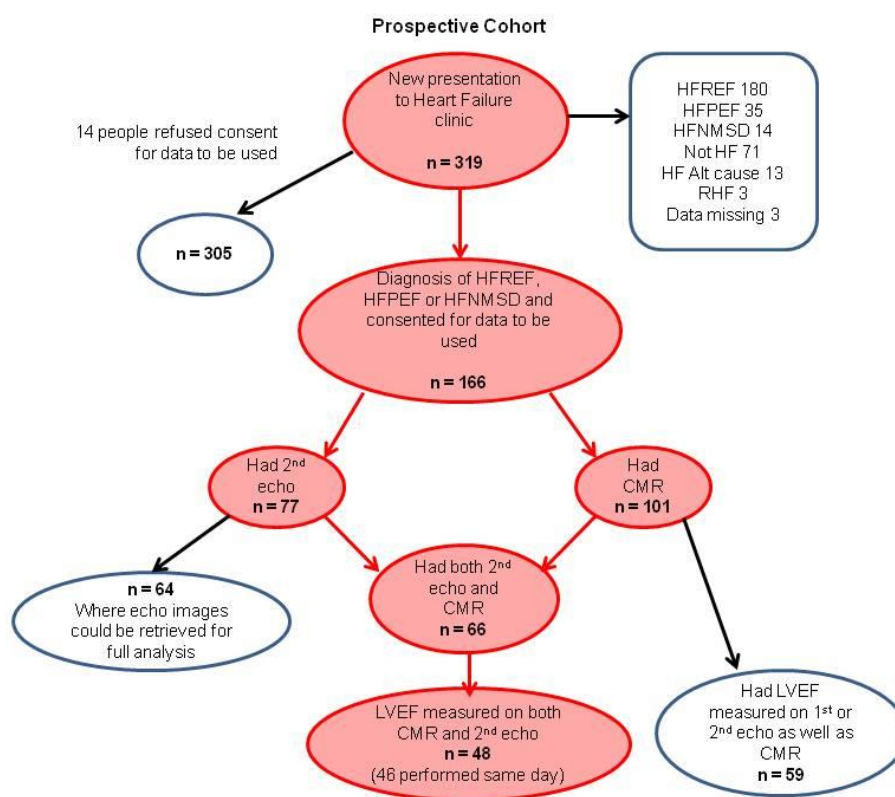 Prospective Cohort
New presentation
to Heart Failure
clinic
n = 319
HFREF 180
HFPEF 35
HFNMSD 14
Not HF 71
HF Alt cause 13
RHF 3
Data missing 3
14 people refused consent
for data to be used
n = 305
Diagnosis of HFREF,
HFPEF or HFNMSD and
consented for data to be
used
n = 166
Had 2nd
echo
n = 77
Had
CMR
n = 101
Had both 2nd
echo and
CMR
n = 66
n = 64
Where echo images
could be retrieved for
full analysis
LVEF measured on both
CMR and 2nd echo
n = 48
(46 performed same day)
Had LVEF
measured on 1st or
2nd echo as well as
CMR
n = 59